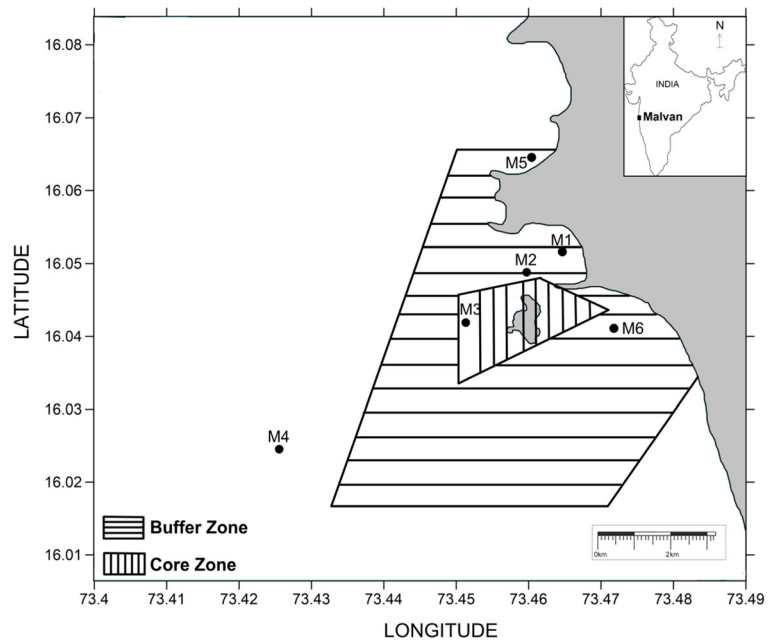 16.08
16.07
16.06
16.05
16.04
16.03
16.02
16.01
LATITUDE
73.4
73.41
73.42
73.43
73.44
73.45
73.46
73.47
73.48
73.49
LONGITUDE
N
INDIA
Malvan
M5
M1
M2
M3
M6
M4
Buffer Zone
Core Zone
0km
2km